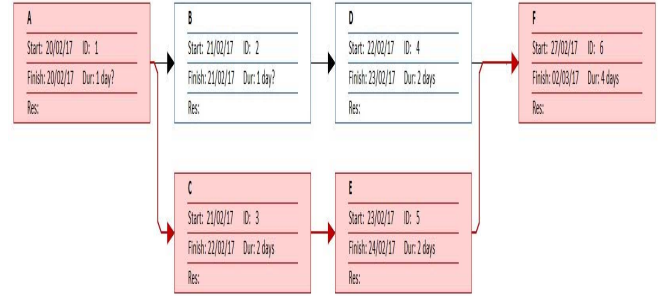 A
Start: 20/02/17 ID: 1
Finish: 20/02/17 Dur: 1 day?
Res:
B
Start: 21/02/17 ID: 2
Finish: 21/02/17 Dur: 1 day?
Res:
D
Start: 22/02/17 ID: 4
Finish: 23/02/17 Dur: 2 days
Res:
F
Start: 27/02/17 ID: 6
Finish: 02/03/17 Dur: 4 days
Res:
C
Start: 21/02/17 ID: 3
Finish: 22/02/17 Dur: 2 days
Res:
E
Start: 23/02/17 ID: 5
Finish: 24/02/17 Dur: 2 days
Res: